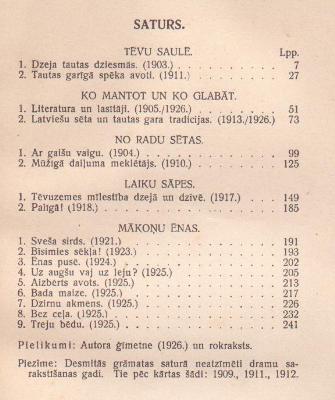 SATURS.
TĒVU SAULĒ. Lpp.
1. Dzeja tautas dziesmās. (1903.) . . . . . . . . 7
2. Tautas garīgā spēka avoti. (1911.) . . . . . . . 27
KO MANTOT UN KO GLABĀT.
1. Literatura un lasītāji. (1905./1926.) . . . . . . . 51
2. Latviešu sēta un tautas gara tradicijas. (1913./1926.) 73
NO RADU SĒTAS.
1. Ar gaišu vaigu. (1904.) . . . . . . . . . . . 99
2. Mūžīgā daiļuma meklētājs. (1910.) . . . . . . . 125
LAIKU SĀPES.
1. Tēvuzemes mīlestība dzejā un dzīvē. (1917.) . . . 149
2. Palīgā! (1918.) . . . . . . . . . . . . . . 185
MĀKOŅU ĒNAS.
1. Sveša sirds. (1921.) . . . . . . . . . . . . 191
2. Bīsimies sēkļa! (1923.) . . . . . . . . . . . 193
3. Ēnas pusē. (1924.) . . . . . . . . . . . . . 202
4. Uz augšu vaj uz leju? (1925.) . . . . . . . . 205
5. Aizbērts avots. (1925.) . . . . . . . . . . . 213
6. Bada maize. (1925.) . . . . . . . . . . . . 217
7. Dzirnu akmens. (1925.) . . . . . . . . . . . 226
8. Bez ceļa. (1925.) . . . . . . . . . . . . . 232
9. Treju bēdu. (1925.) . . . . . . . . . . . . 241
Pielikumi: Autora ģīmetne (1926.) un rokraksts.
Piezīme: Desmitās grāmatas saturā neatzīmēti dramu sa-
rakstīšanas gadi. Tie pēc kārtas šādi: 1909., 1911., 1912.